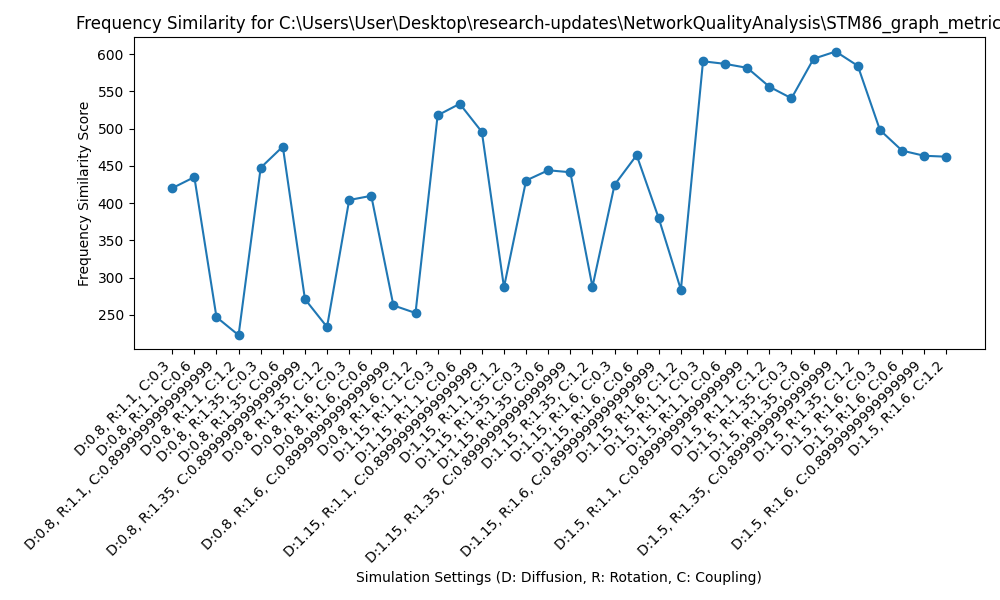 Frequency Similarity for C:\Users\User\Desktop\research-updates\NetworkQualityAnalysis\STM86_graph_metric
Frequency Similarity Score
600
550
500
450
400
350
300
250
D:0.8, R:1.1, C:0.3
D:0.8, R:1.1, C:0.6
D:0.8, R:1.1, C:0.8999999999999999
D:0.8, R:1.1, C:1.2
D:0.8, R:1.35, C:0.3
D:0.8, R:1.35, C:0.6
D:0.8, R:1.35, C:0.8999999999999999
D:0.8, R:1.35, C:1.2
D:0.8, R:1.6, C:0.3
D:0.8, R:1.6, C:0.6
D:0.8, R:1.6, C:0.8999999999999999
D:0.8, R:1.6, C:1.2
D:1.15, R:1.1, C:0.3
D:1.15, R:1.1, C:0.6
D:1.15, R:1.1, C:0.8999999999999999
D:1.15, R:1.1, C:1.2
D:1.15, R:1.35, C:0.3
D:1.15, R:1.35, C:0.6
D:1.15, R:1.35, C:0.8999999999999999
D:1.15, R:1.35, C:1.2
D:1.15, R:1.6, C:0.3
D:1.15, R:1.6, C:0.6
D:1.15, R:1.6, C:0.8999999999999999
D:1.15, R:1.6, C:1.2
D:1.5, R:1.1, C:0.3
D:1.5, R:1.1, C:0.6
D:1.5, R:1.1, C:0.8999999999999999
D:1.5, R:1.1, C:1.2
D:1.5, R:1.35, C:0.3
D:1.5, R:1.35, C:0.6
D:1.5, R:1.35, C:0.8999999999999999
D:1.5, R:1.35, C:1.2
D:1.5, R:1.6, C:0.3
D:1.5, R:1.6, C:0.6
D:1.5, R:1.6, C:0.8999999999999999
D:1.5, R:1.6, C:1.2
Simulation Settings (D: Diffusion, R: Rotation, C: Coupling)